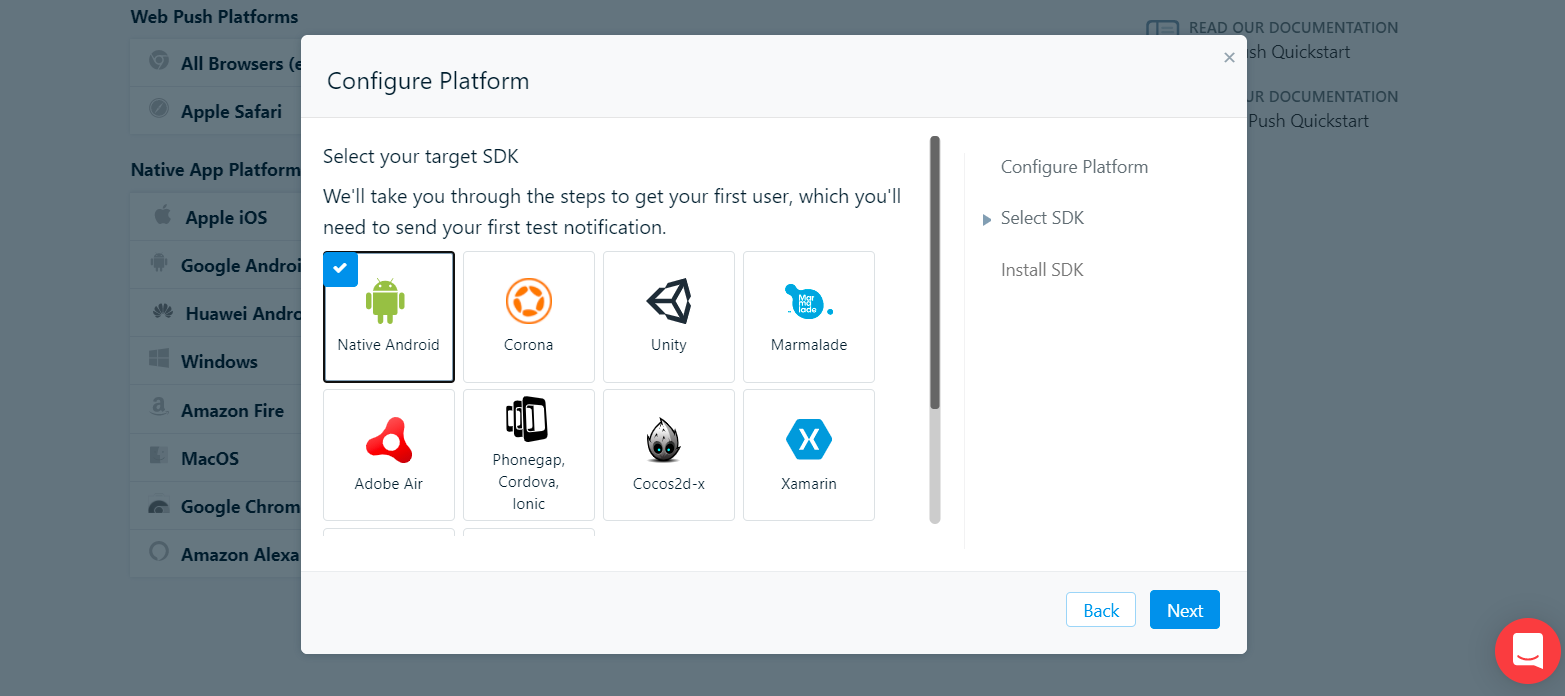 Web Push Platforms
All Browsers (e
Apple Safari
Native App Platform
Apple iOS
Google Androi
Huawei Andro
Windows
Amazon Fire
MacOS
Google Chrom
Amazon Alexa
READ OUR DOCUMENTATION
sh Quickstart
UR DOCUMENTATION
Push Quickstart
Configure Platform
×
Select your target SDK
We'll take you through the steps to get your first user, which you'll
need to send your first test notification.
Native Android
Corona
Unity
Marmalade
Mar
ma
lade
Adobe Air
Phonegap,
Cordova,
Ionic
Cocos2d-x
Xamarin
Configure Platform
Select SDK
Install SDK
Back
Next